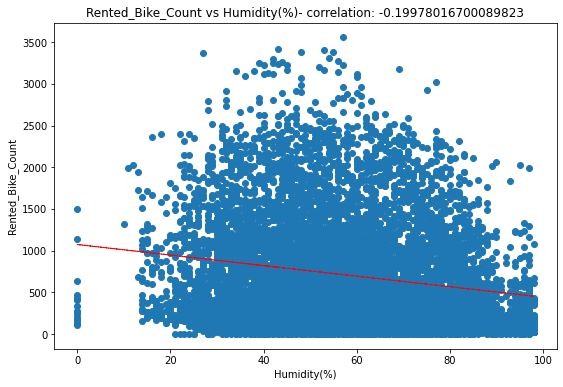 Rented_Bike_Count vs Humidity(%)- correlation: -0.19978016700089823
3500
3000
2500
2000
1500
1000
500
0
Rented_Bike_Count
0 20 40 60 80 100
Humidity(%)